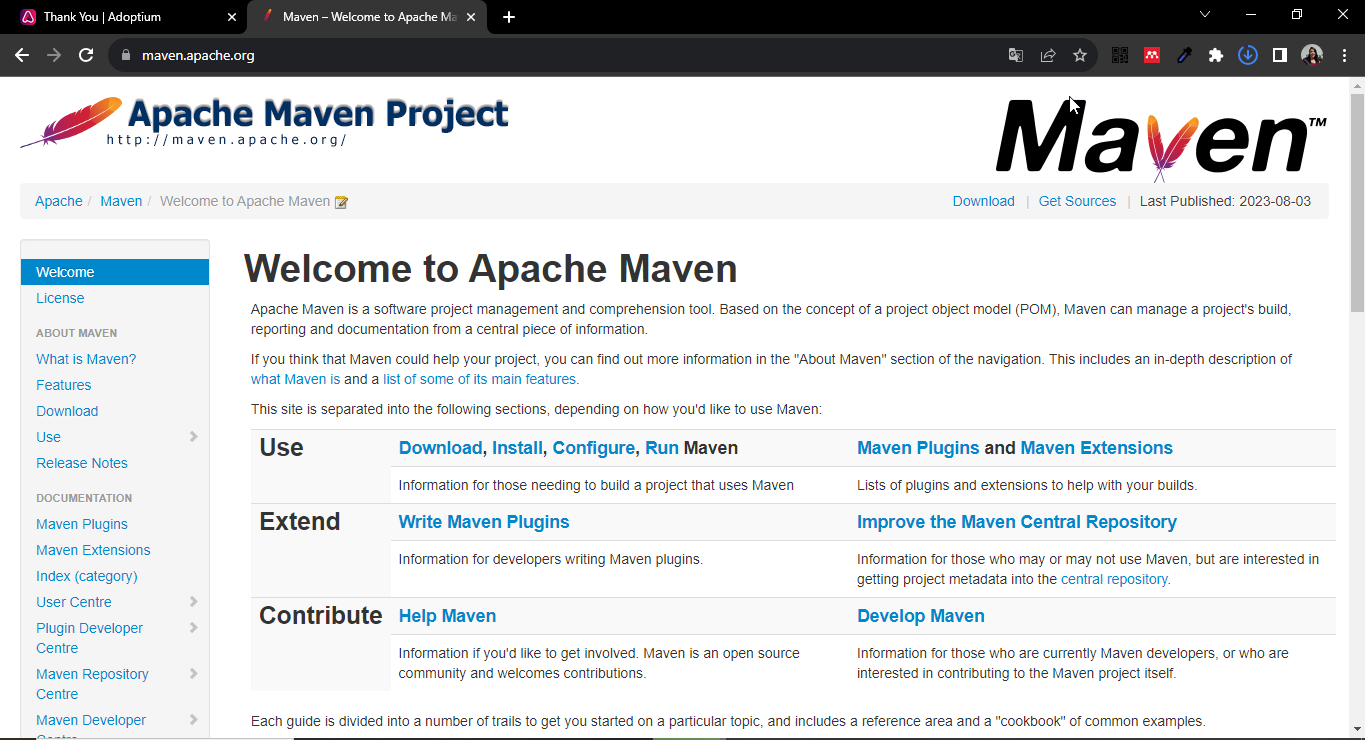 Thank You | Adoptium
Maven – Welcome to Apache Ma
maven.apache.org
Apache Maven Project
http://maven.apache.org/
Maven™
Apache / Maven / Welcome to Apache Maven
Download | Get Sources | Last Published: 2023-08-03
Welcome
License
ABOUT MAVEN
What is Maven?
Features
Download
Use
Release Notes
DOCUMENTATION
Maven Plugins
Maven Extensions
Index (category)
User Centre
Plugin Developer
Centre
Maven Repository
Centre
Maven Developer
Centre
Welcome to Apache Maven
Apache Maven is a software project management and comprehension tool. Based on the concept of a project object model (POM), Maven can manage a project's build,
reporting and documentation from a central piece of information.
If you think that Maven could help your project, you can find out more information in the "About Maven" section of the navigation. This includes an in-depth description of
what Maven is and a list of some of its main features.
This site is separated into the following sections, depending on how you'd like to use Maven:
Use
Download, Install, Configure, Run Maven
Maven Plugins and Maven Extensions
Information for those needing to build a project that uses Maven
Lists of plugins and extensions to help with your builds.
Extend
Write Maven Plugins
Improve the Maven Central Repository
Information for developers writing Maven plugins.
Information for those who may or may not use Maven, but are interested in
getting project metadata into the central repository.
Contribute
Help Maven
Develop Maven
Information if you'd like to get involved. Maven is an open source
community and welcomes contributions.
Information for those who are currently Maven developers, or who are
interested in contributing to the Maven project itself.
Each guide is divided into a number of trails to get you started on a particular topic, and includes a reference area and a "cookbook" of common examples.